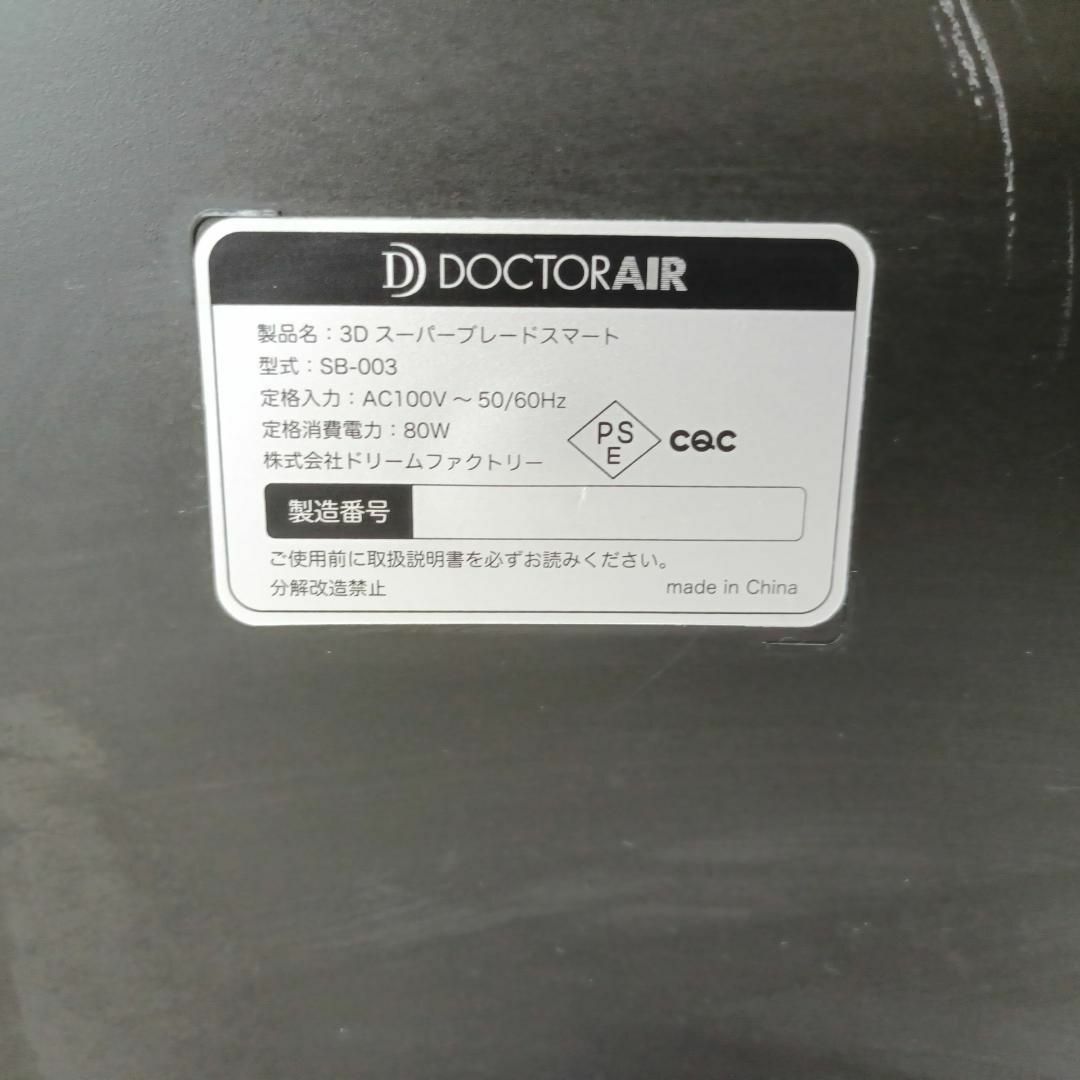 DOCTORAIR
製品名：3D スーパーブレードスマート
型式：SB-003
定格入力：AC100V～50/60Hz
定格消費電力：80W
株式会社ドリームファクトリー
PS
E
CQC
製造番号
ご使用前に取扱説明書を必ずお読みください。
分解改造禁止
made in China